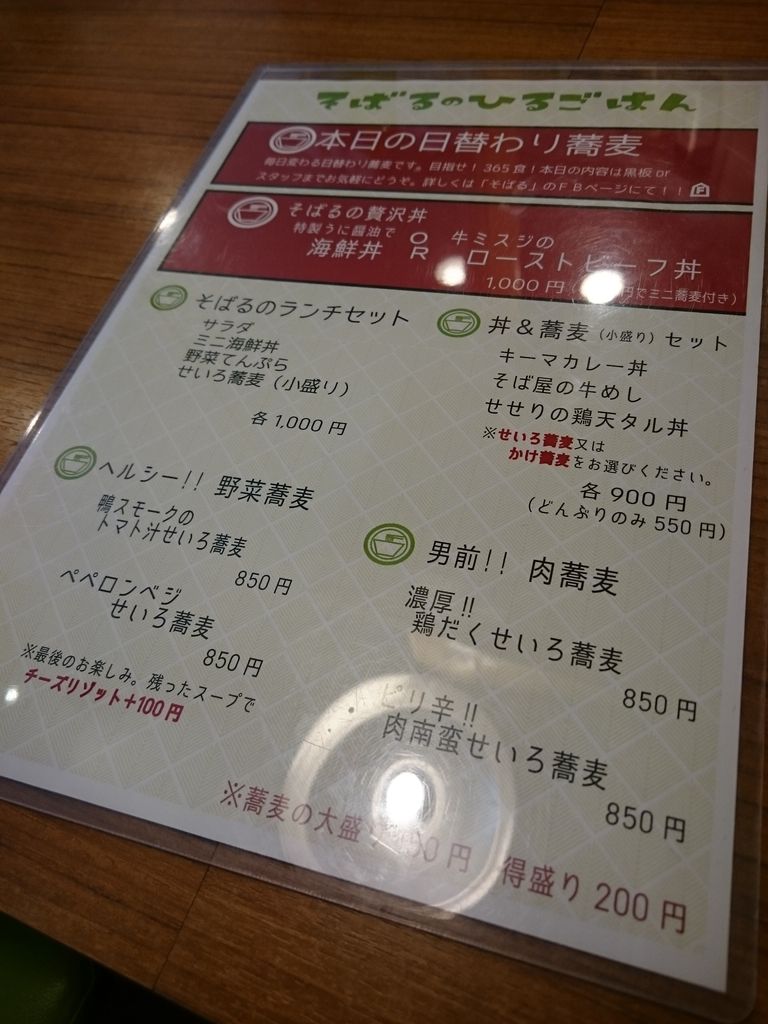 そばるのひるごはん
本日の日替わり蕎麦
毎日変わる日替わり蕎麦です。目指せ！365食！本日の内容は黒板 or
スタッフまでお気軽にどうぞ。詳しくは「そばる」のＦＢページにて！！
そばるの贅沢丼
特製うに醤油で
海鮮丼
OR
牛ミスジの
ローストビーフ丼
1,000 円
円でミニ蕎麦付き）
そばるのランチセット
サラダ
ミニ海鮮丼
野菜てんぷら
せいろ蕎麦（小盛り）
各 1,000 円
丼＆蕎麦（小盛り）セット
キーマカレー丼
そば屋の牛めし
せせりの鶏天タル丼
※せいろ蕎麦又は
かけ蕎麦をお選びください。
各 900 円
（どんぶりのみ 550 円）
ヘルシー!! 野菜蕎麦
鴨スモークの
トマト汁せいろ蕎麦
850 円
ペペロンベジ
せいろ蕎麦
850 円
※最後のお楽しみ。残ったスープで
チーズリゾット+100円
男前!! 肉蕎麦
濃厚!!
鶏だくせいろ蕎麦
850 円
ピリ辛!!
肉南蛮せいろ蕎麦
850 円
※蕎麦の大盛 円 得盛り 200 円